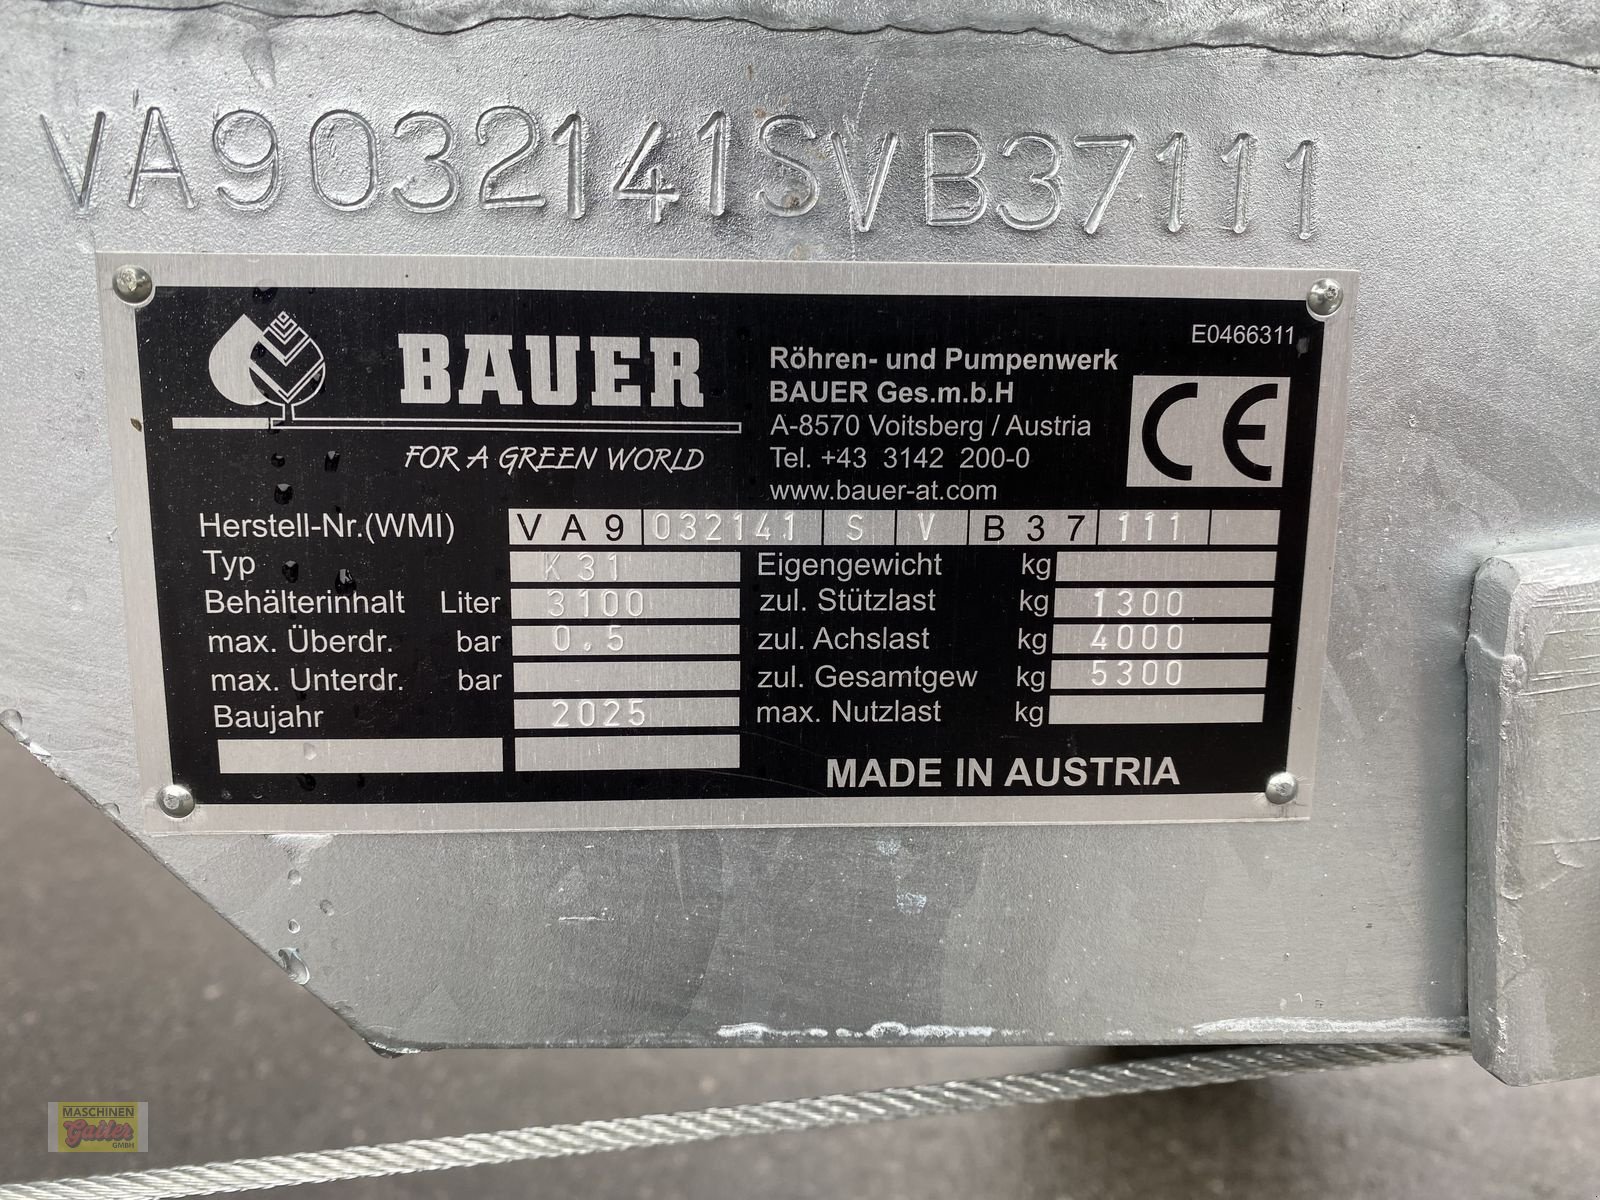 VA9032141SVB37111
E0466311
BAUER
FOR A GREEN WORLD
Röhren- und Pumpenwerk
BAUER Ges.m.b.H
A-8570 Voitsberg / Austria
Tel. +43 3142 200-0
www.bauer-at.com
CE
Herstell-Nr.(WMI) VA9 032141 S V B37 111
Typ K31
Behälterinhalt Liter 3100
max. Überdr. bar 0.5
max. Unterdr. bar
Baujahr 2025
Eigengewicht kg
zul. Stützlast kg 1300
zul. Achslast kg 4000
zul. Gesamtgew kg 5300
max. Nutzlast kg
MADE IN AUSTRIA
MASCHINEN
Gailer
GMBH